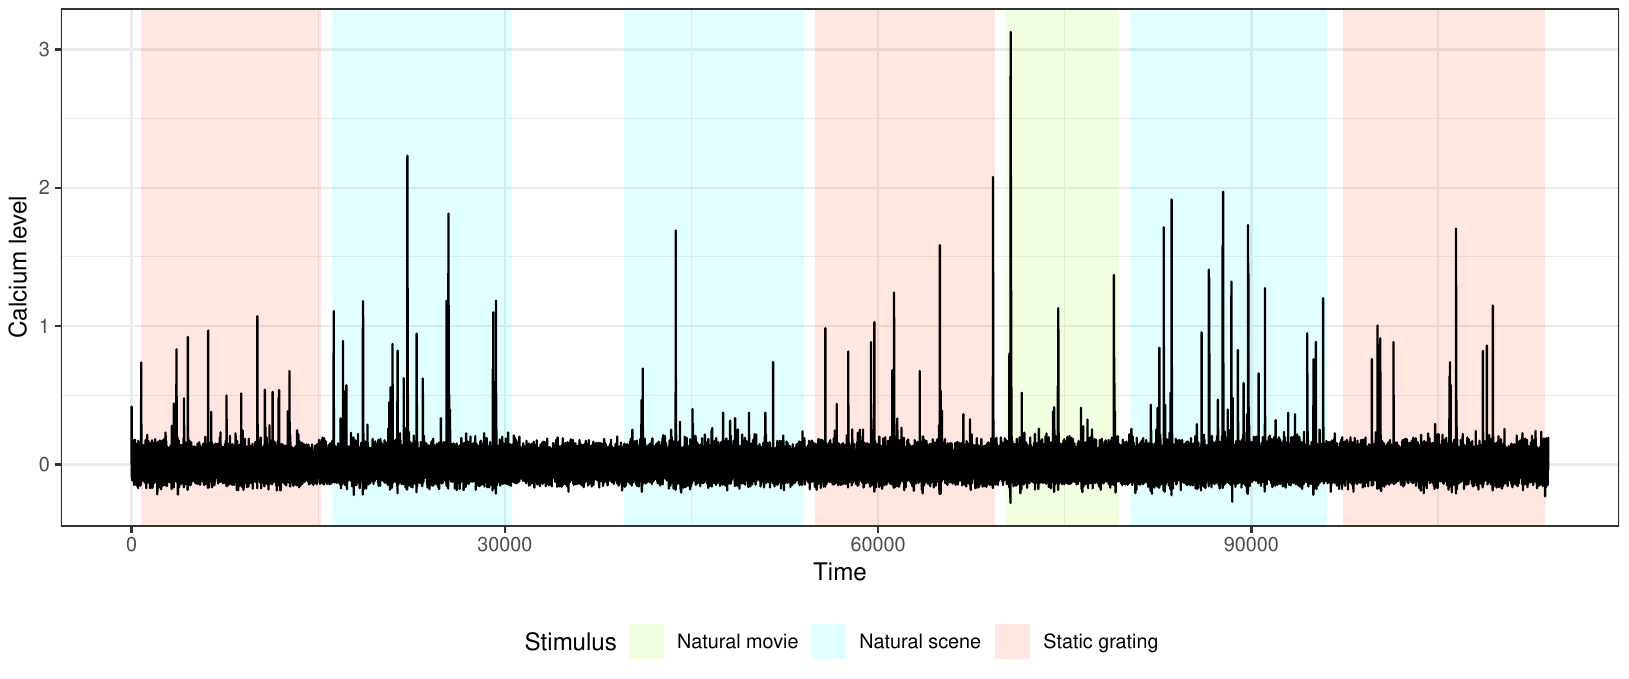 Calcium level
3
2
1
0
0 30000 60000 90000
Time
Stimulus Natural movie Natural scene Static grating